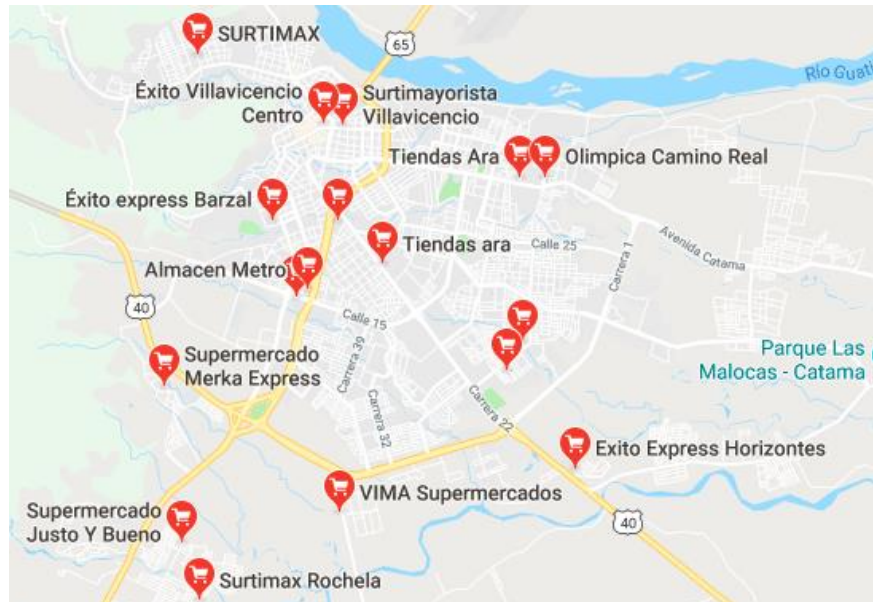 SURTIMAX
65
Río Guati
Éxito Villavicencio
Centro
Surtimayorista
Villavicencio
Tiendas Ara
Olimpica Camino Real
Éxito express Barzal
Tiendas ara
Calle 25
Carrera 1
Avenida Catama
Almacen Metro
40
Calle 15
Carrera 39
Parque Las
Malocas - Catama
Supermercado
Merka Express
Carrera 32
Carrera 22
Exito Express Horizontes
VIMA Supermercados
40
Supermercado
Justo Y Bueno
Surtimax Rochela